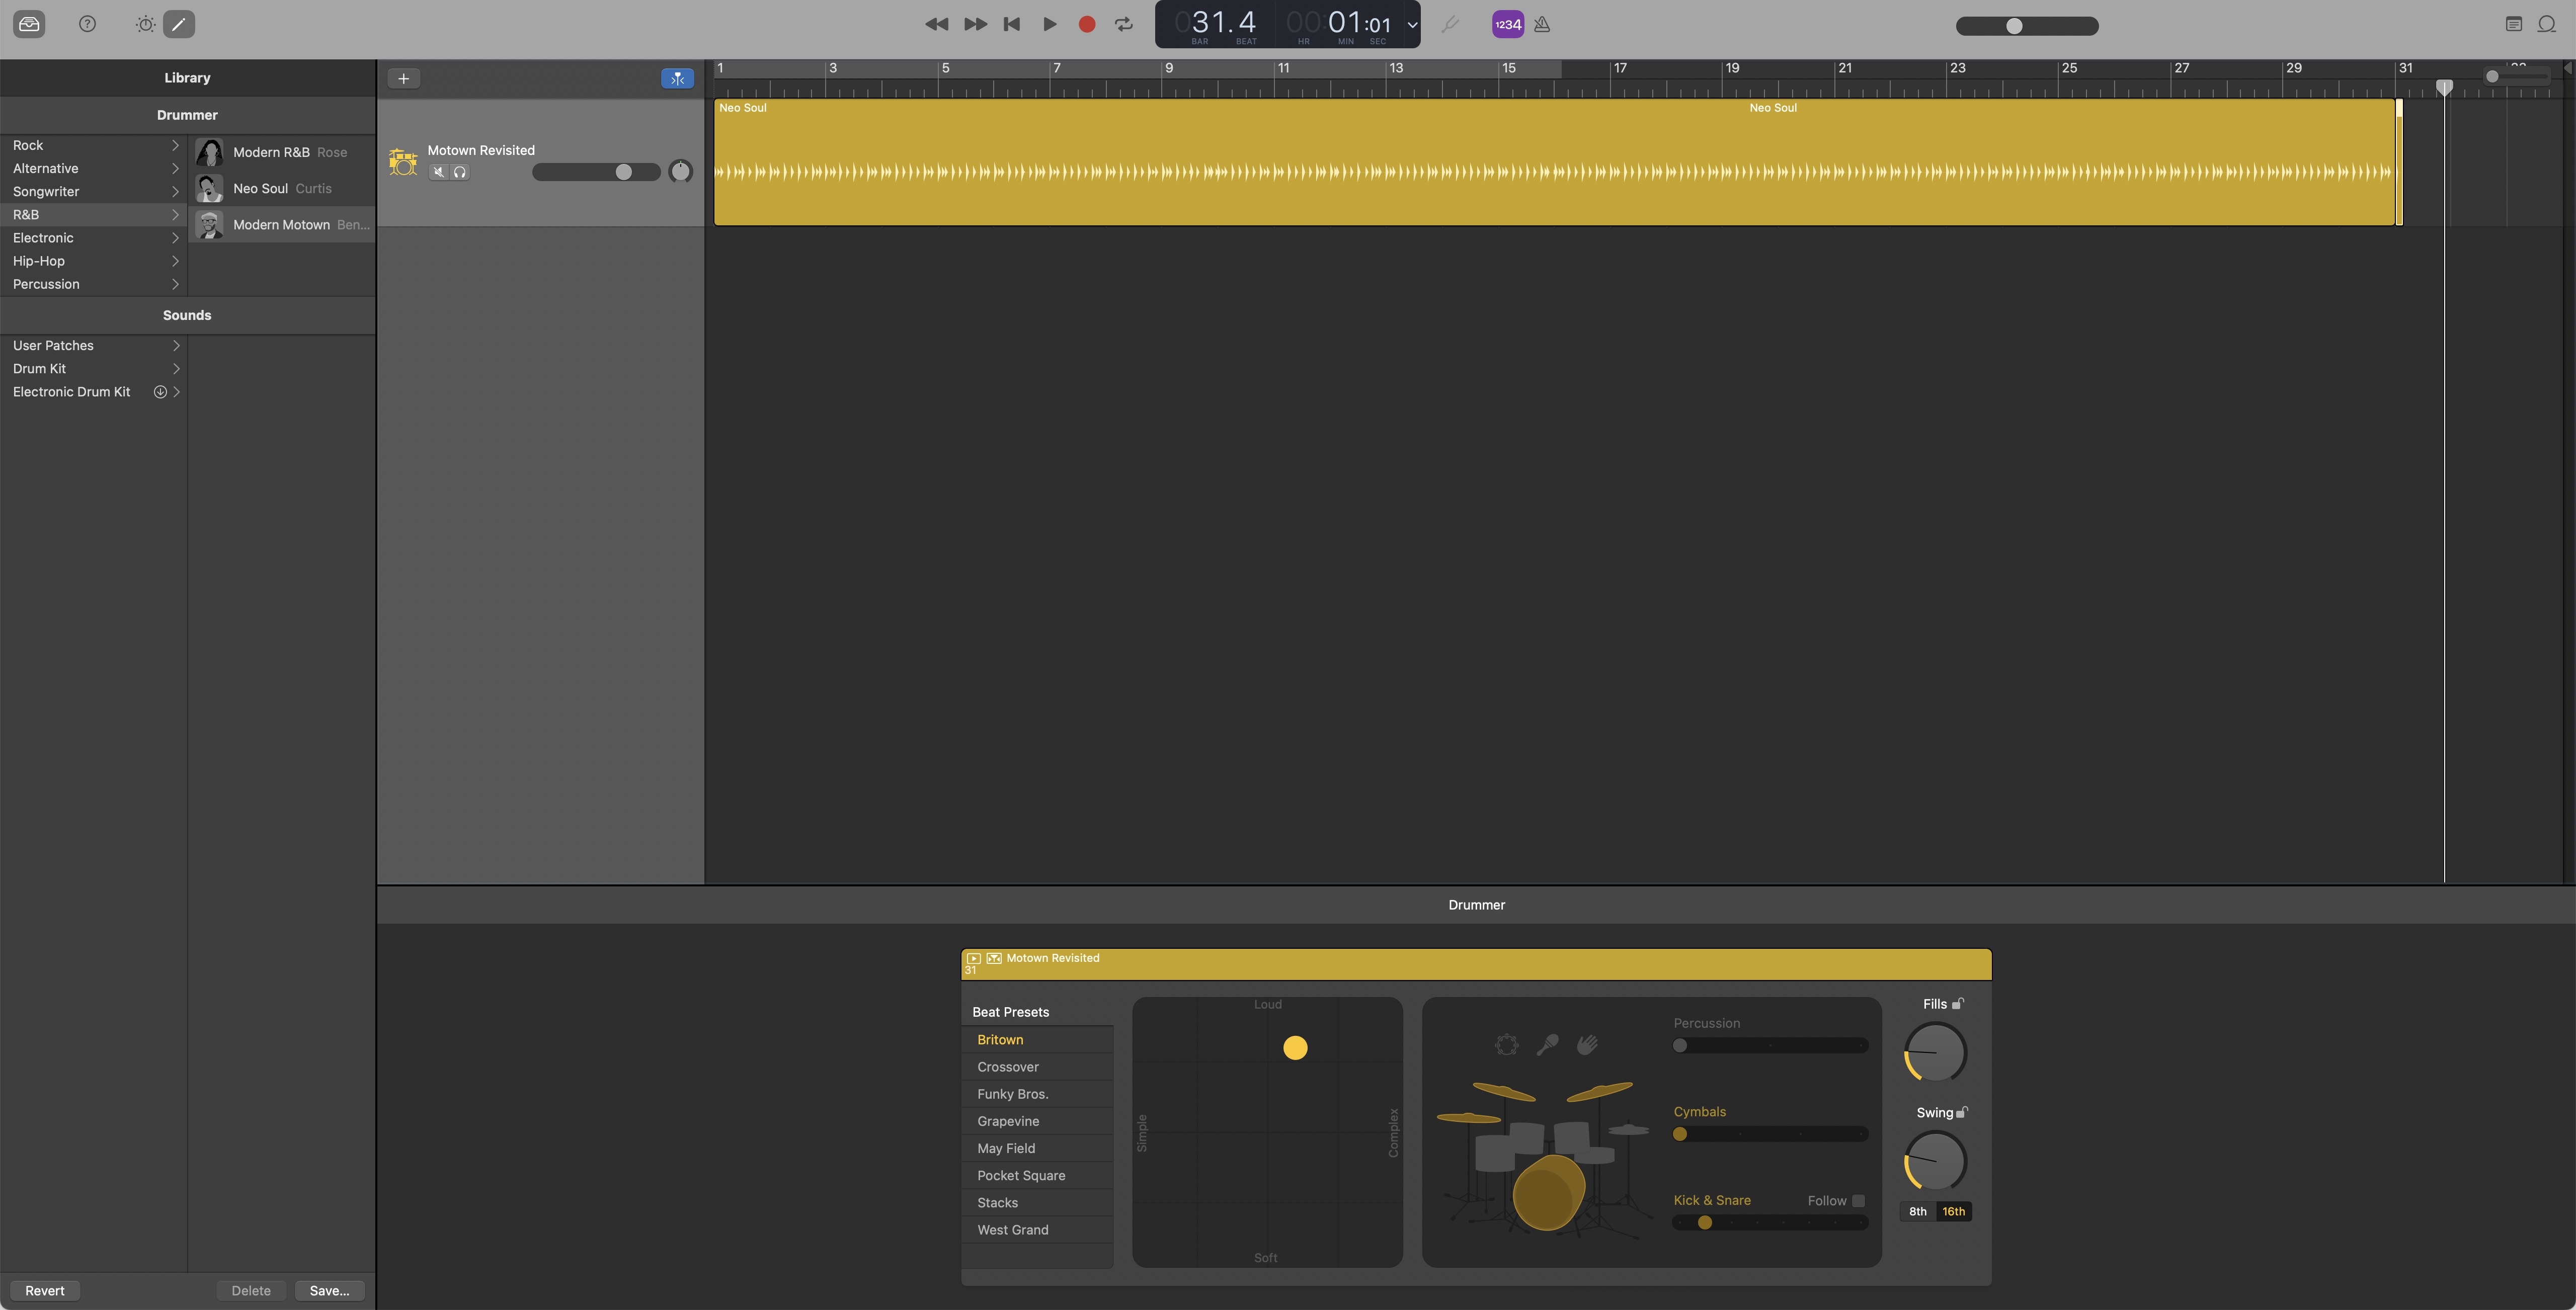 031.4
00:01:01
1234
BAR
BEAT
HR
MIN
SEC
Library
Drummer
Rock
Alternative
Songwriter
R&B
Electronic
Hip-Hop
Percussion
Modern R&B Rose
Neo Soul Curtis
Modern Motown Ben...
Sounds
User Patches
Drum Kit
Electronic Drum Kit
Revert
Delete
Save...
1 3 5 7 9 11 13 15 17 19 21 23 25 27 29 31
Motown Revisited
Neo Soul
Neo Soul
Drummer
Motown Revisited
31
Beat Presets
Britown
Crossover
Funky Bros.
Grapevine
May Field
Pocket Square
Stacks
West Grand
Loud
Simple
Complex
Soft
Percussion
Cymbals
Kick & Snare
Follow
Fills
Swing
8th
16th